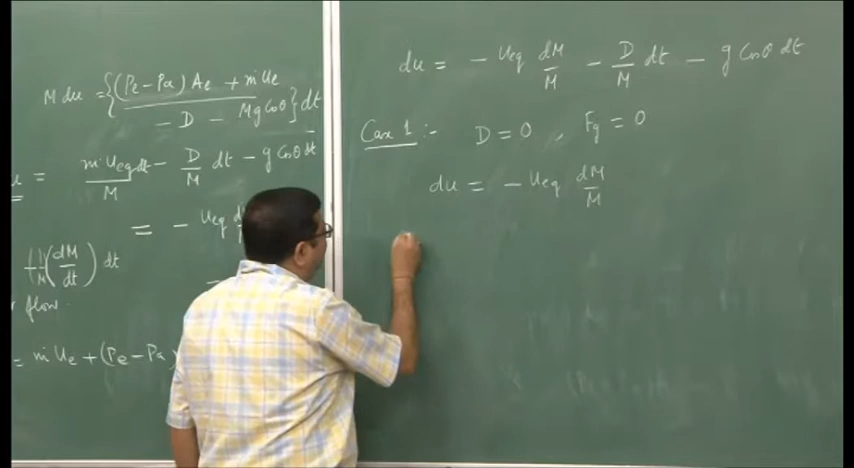 M du = {(Pe − Pa) Ae + ṁ Ue
− D − Mg Cosθ} dt
= ṁ Ueq dt / M − D/M dt − g Cosθ dt
= − Ueq
(1/M)(dM/dt) dt
flow.
= ṁ Ue + (Pe − Pa)
du = − Ueq dM/M − D/M dt − g Cosθ dt
Case 1 :- D = 0 , Fg = 0
du = − Ueq dM/M